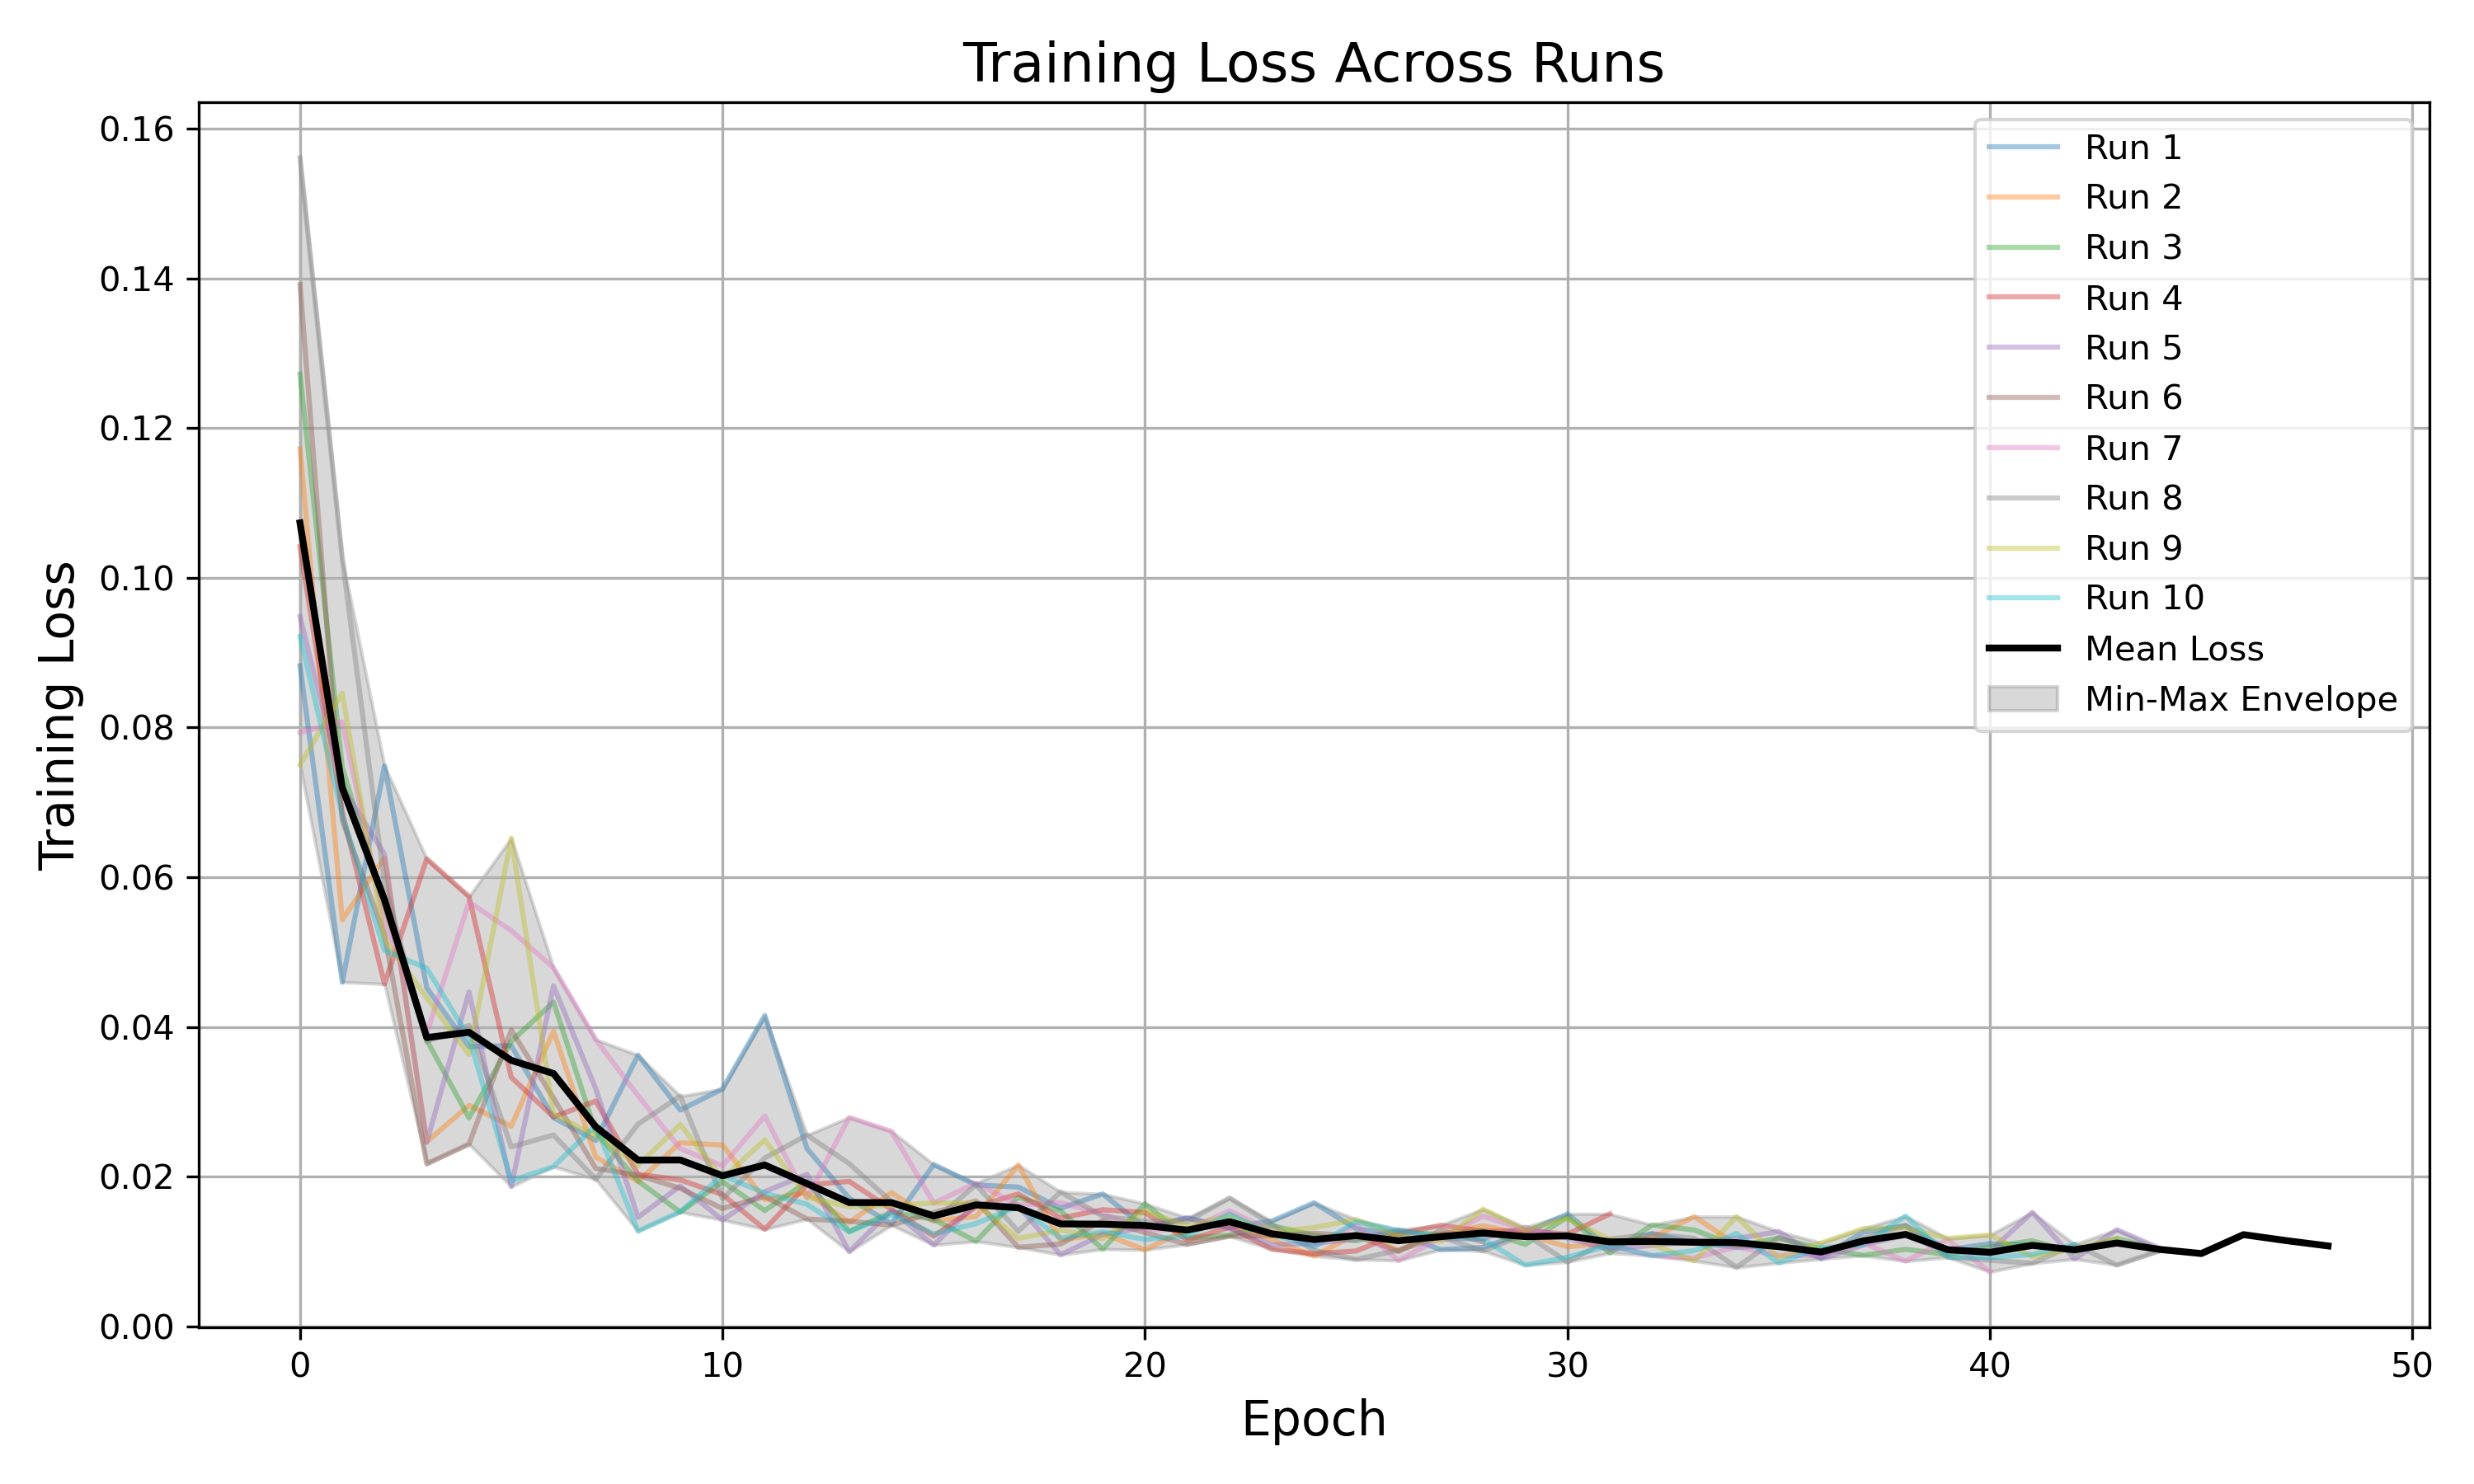 Training Loss Across Runs
Training Loss
0.16
0.14
0.12
0.10
0.08
0.06
0.04
0.02
0.00
0
10
20
30
40
50
Epoch
Run 1
Run 2
Run 3
Run 4
Run 5
Run 6
Run 7
Run 8
Run 9
Run 10
Mean Loss
Min-Max Envelope